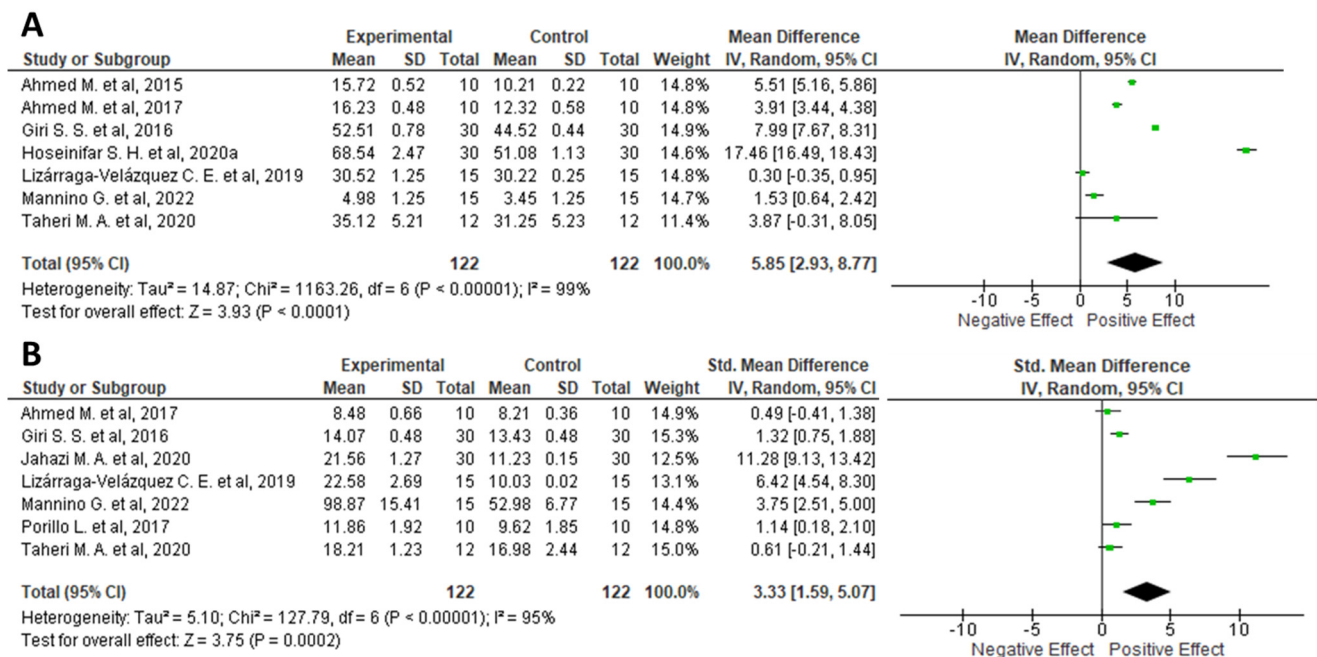 A
Experimental Control Mean Difference Mean Difference
Study or Subgroup Mean SD Total Mean SD Total Weight IV, Random, 95% CI IV, Random, 95% CI
Ahmed M. et al, 2015 15.72 0.52 10 10.21 0.22 10 14.8% 5.51 [5.16, 5.86]
Ahmed M. et al, 2017 16.23 0.48 10 12.32 0.58 10 14.8% 3.91 [3.44, 4.38]
Giri S. S. et al, 2016 52.51 0.78 30 44.52 0.44 30 14.9% 7.99 [7.67, 8.31]
Hoseinifar S. H. et al, 2020a 68.54 2.47 30 51.08 1.13 30 14.6% 17.46 [16.49, 18.43]
Lizárraga-Velázquez C. E. et al, 2019 30.52 1.25 15 30.22 0.25 15 14.8% 0.30 [-0.35, 0.95]
Mannino G. et al, 2022 4.98 1.25 15 3.45 1.25 15 14.7% 1.53 [0.64, 2.42]
Taheri M. A. et al, 2020 35.12 5.21 12 31.25 5.23 12 11.4% 3.87 [-0.31, 8.05]
Total (95% CI) 122 122 100.0% 5.85 [2.93, 8.77]
Heterogeneity: Tau² = 14.87; Chi² = 1163.26, df = 6 (P < 0.00001); I² = 99%
Test for overall effect: Z = 3.93 (P < 0.0001)
-10 -5 0 5 10
Negative Effect Positive Effect
B
Experimental Control Std. Mean Difference Std. Mean Difference
Study or Subgroup Mean SD Total Mean SD Total Weight IV, Random, 95% CI IV, Random, 95% CI
Ahmed M. et al, 2017 8.48 0.66 10 8.21 0.36 10 14.9% 0.49 [-0.41, 1.38]
Giri S. S. et al, 2016 14.07 0.48 30 13.43 0.48 30 15.3% 1.32 [0.75, 1.88]
Jahazi M. A. et al, 2020 21.56 1.27 30 11.23 0.15 30 12.5% 11.28 [9.13, 13.42]
Lizárraga-Velázquez C. E. et al, 2019 22.58 2.69 15 10.03 0.02 15 13.1% 6.42 [4.54, 8.30]
Mannino G. et al, 2022 98.87 15.41 15 52.98 6.77 15 14.4% 3.75 [2.51, 5.00]
Porillo L. et al, 2017 11.86 1.92 10 9.62 1.85 10 14.8% 1.14 [0.18, 2.10]
Taheri M. A. et al, 2020 18.21 1.23 12 16.98 2.44 12 15.0% 0.61 [-0.21, 1.44]
Total (95% CI) 122 122 100.0% 3.33 [1.59, 5.07]
Heterogeneity: Tau² = 5.10; Chi² = 127.79, df = 6 (P < 0.00001); I² = 95%
Test for overall effect: Z = 3.75 (P = 0.0002)
-10 -5 0 5 10
Negative Effect Positive Effect